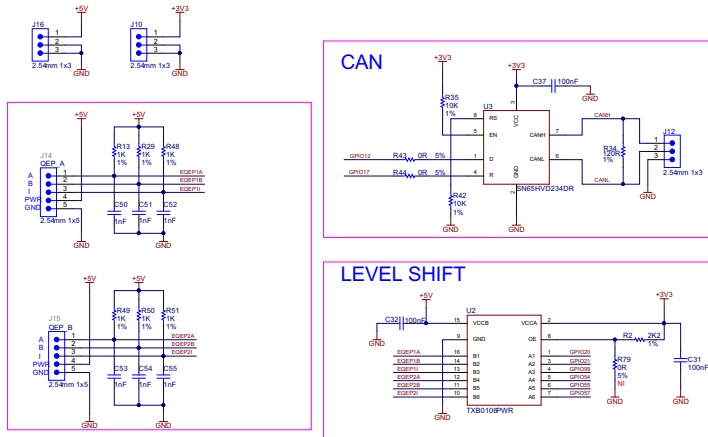 J16
+5V
1
2
3
2.54mm 1x3
GND
J10
+3V3
1
2
3
2.54mm 1x3
GND
+5V
+5V
R13
1K
1%
R29
1K
1%
R48
1K
1%
J14
QEP_A
A
B
I
PWR
GND
1
2
3
4
5
2.54mm 1x5
EQEP1A
EQEP1B
EQEP1I
C50
1nF
C51
1nF
C52
1nF
GND
GND
+5V
+5V
R49
1K
1%
R50
1K
1%
R51
1K
1%
J15
QEP_B
A
B
I
PWR
GND
1
2
3
4
5
2.54mm 1x5
EQEP2A
EQEP2B
EQEP2I
C53
1nF
C54
1nF
C55
1nF
GND
GND
CAN
+3V3
+3V3
C37
100nF
GND
R35
10K
1%
U3
8
RS
5
EN
1
D
4
R
3
VCC
GND
2
CANH
7
CANL
6
SN65HVD234DR
GND
GPIO12
R43
0R
5%
GPIO17
R44
0R
5%
R42
10K
1%
GND
CANH
CANL
R34
120R
1%
J12
1
2
3
2.54mm 1x3
GND
LEVEL SHIFT
+5V
C32
100nF
GND
U2
15
VCCB
VCCA
2
9
GND
OE
8
EQEP1A
16
B1
A1
1
GPIO20
EQEP1B
14
B2
A2
3
GPIO21
EQEP1I
13
B3
A3
4
GPIO99
EQEP2A
12
B4
A4
5
GPIO54
EQEP2B
11
B5
A5
6
GPIO55
EQEP2I
10
B6
A6
7
GPIO57
TXB0106PWR
GND
+3V3
R2
2K2
1%
R79
0R
5%
NI
GND
C31
100nF
GND